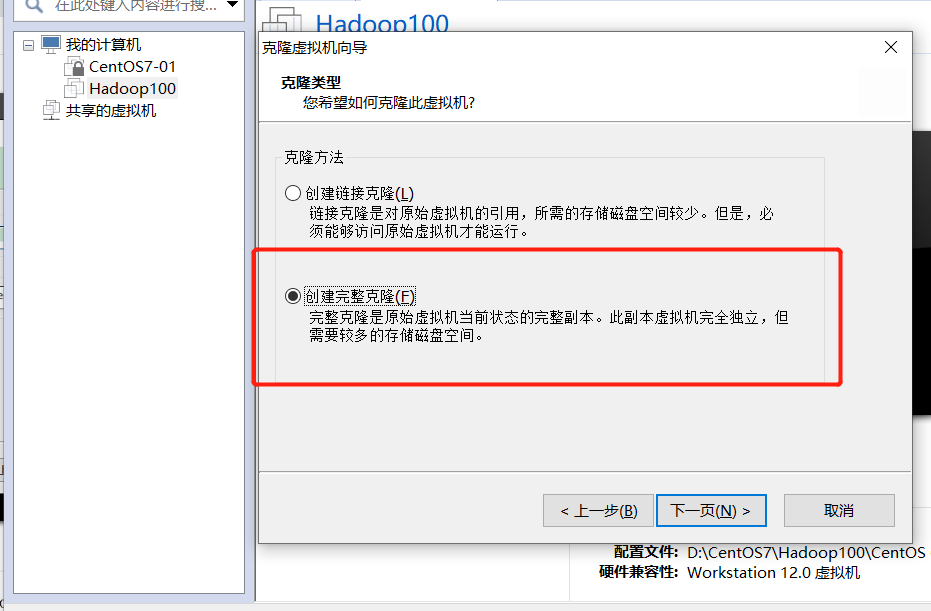 在此处键入内容进行搜...
我的计算机
CentOS7-01
Hadoop100
共享的虚拟机
Hadoop100
克隆虚拟机向导
克隆类型
您希望如何克隆此虚拟机?
克隆方法
创建链接克隆(L)
链接克隆是对原始虚拟机的引用，所需的存储磁盘空间较少。但是，必
须能够访问原始虚拟机才能运行。
创建完整克隆(F)
完整克隆是原始虚拟机当前状态的完整副本。此副本虚拟机完全独立，但
需要较多的存储磁盘空间。
< 上一步(B)
下一页(N) >
取消
配置文件: D:\CentOS7\Hadoop100\CentOS
硬件兼容性: Workstation 12.0 虚拟机